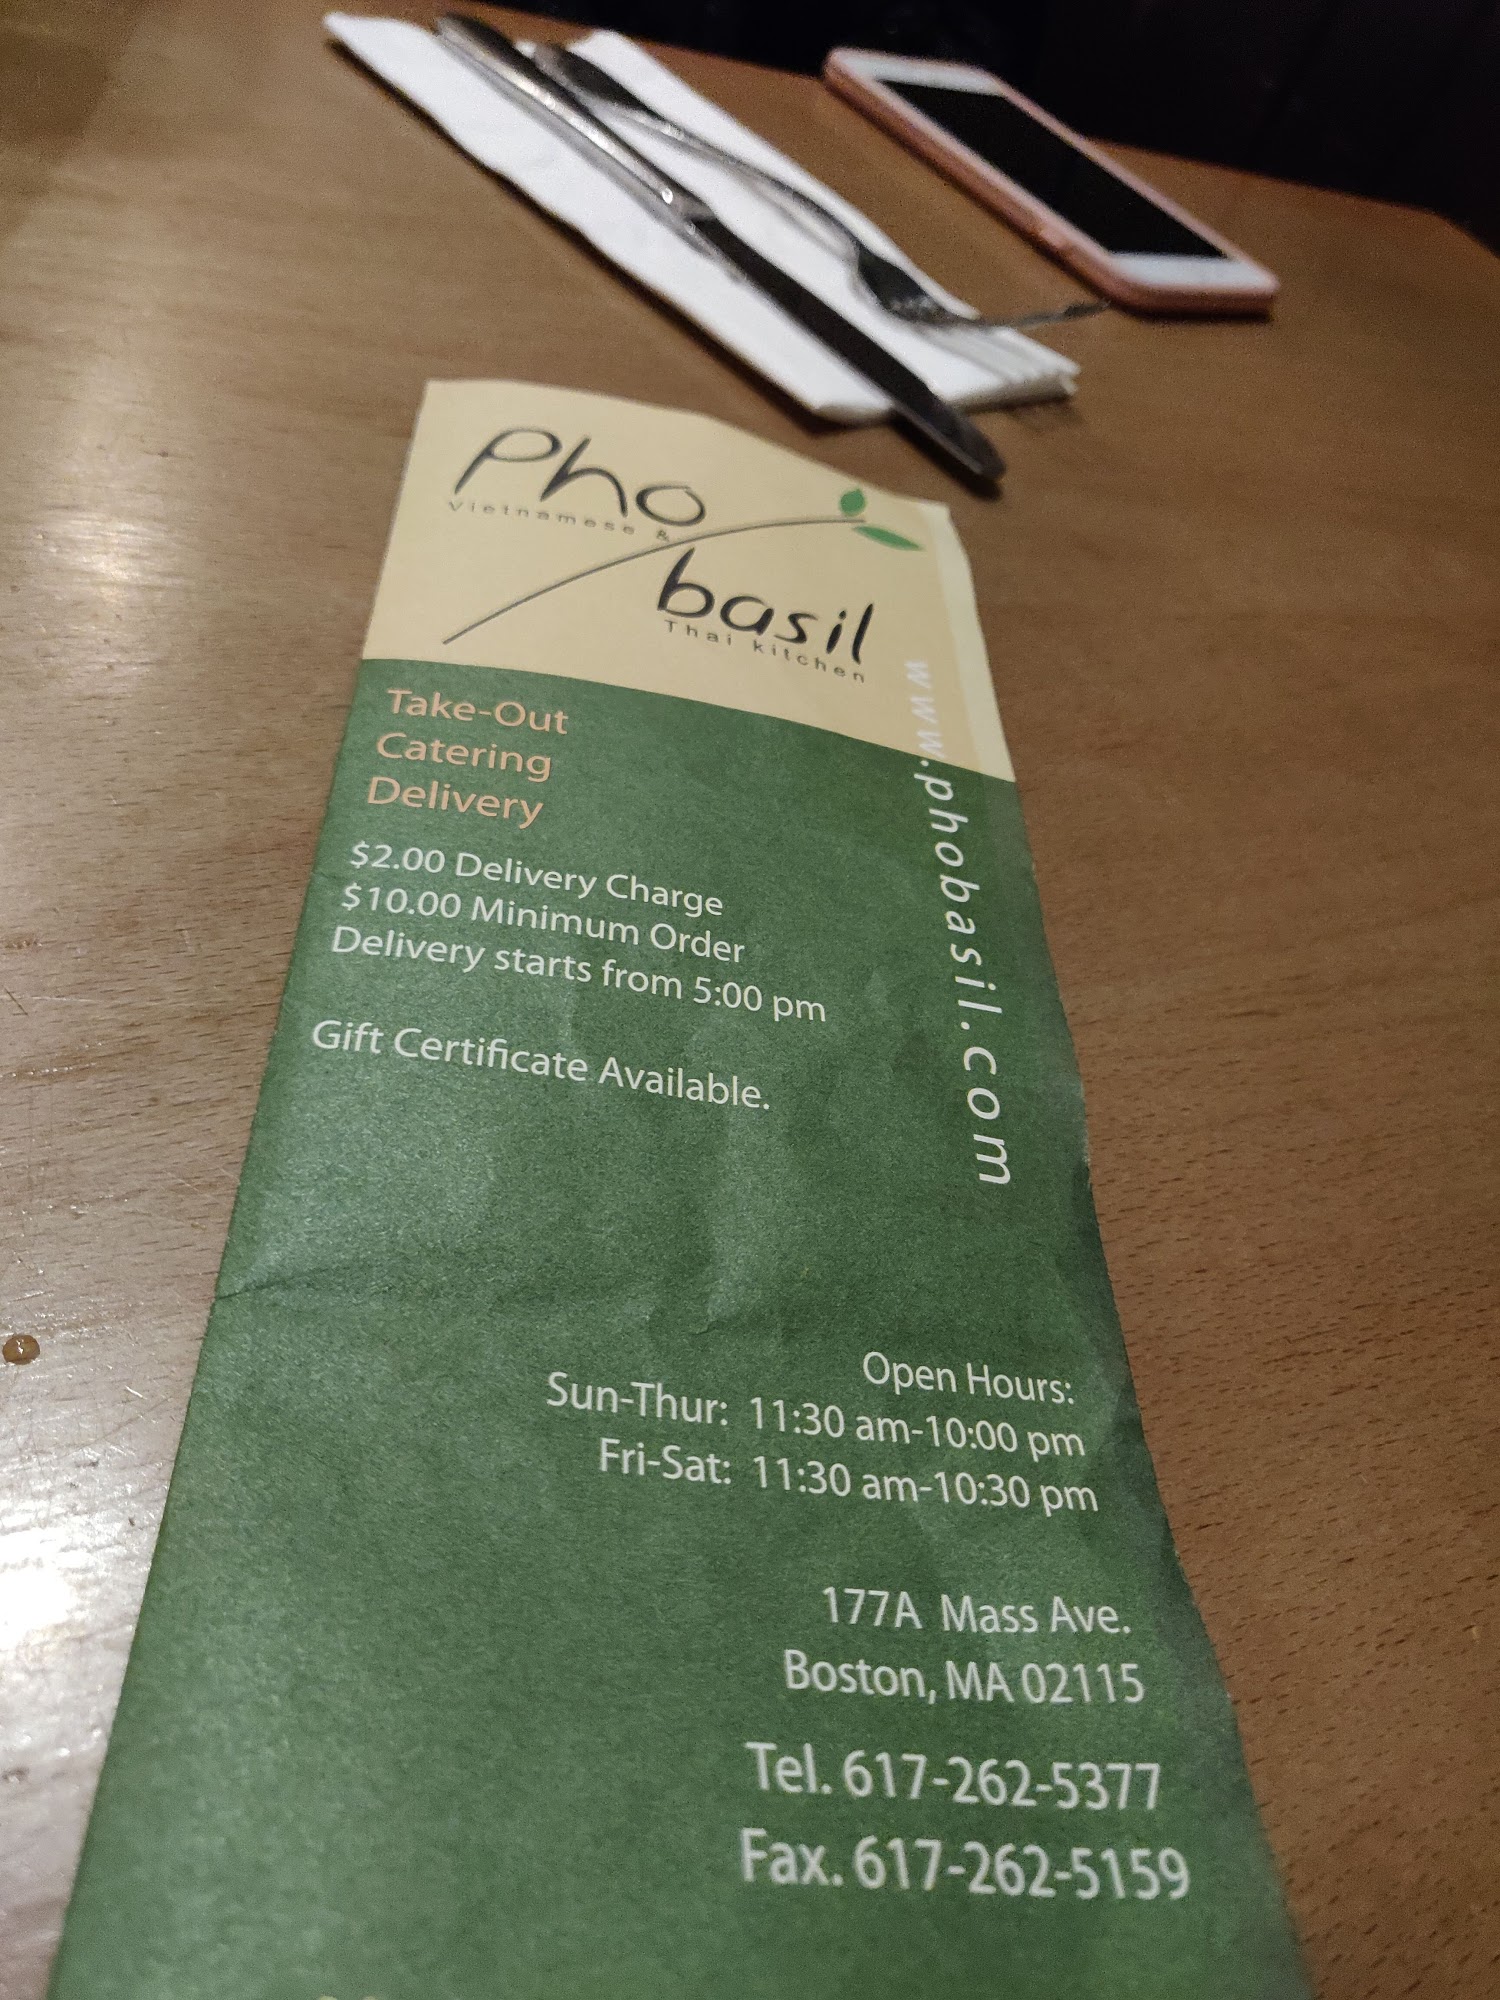 Pho
Vietnamese &
basil
Thai kitchen
www.phobasil.com
Take-Out
Catering
Delivery
$2.00 Delivery Charge
$10.00 Minimum Order
Delivery starts from 5:00 pm
Gift Certificate Available.
Open Hours:
Sun-Thur: 11:30 am-10:00 pm
Fri-Sat: 11:30 am-10:30 pm
177A Mass Ave.
Boston, MA 02115
Tel. 617-262-5377
Fax. 617-262-5159